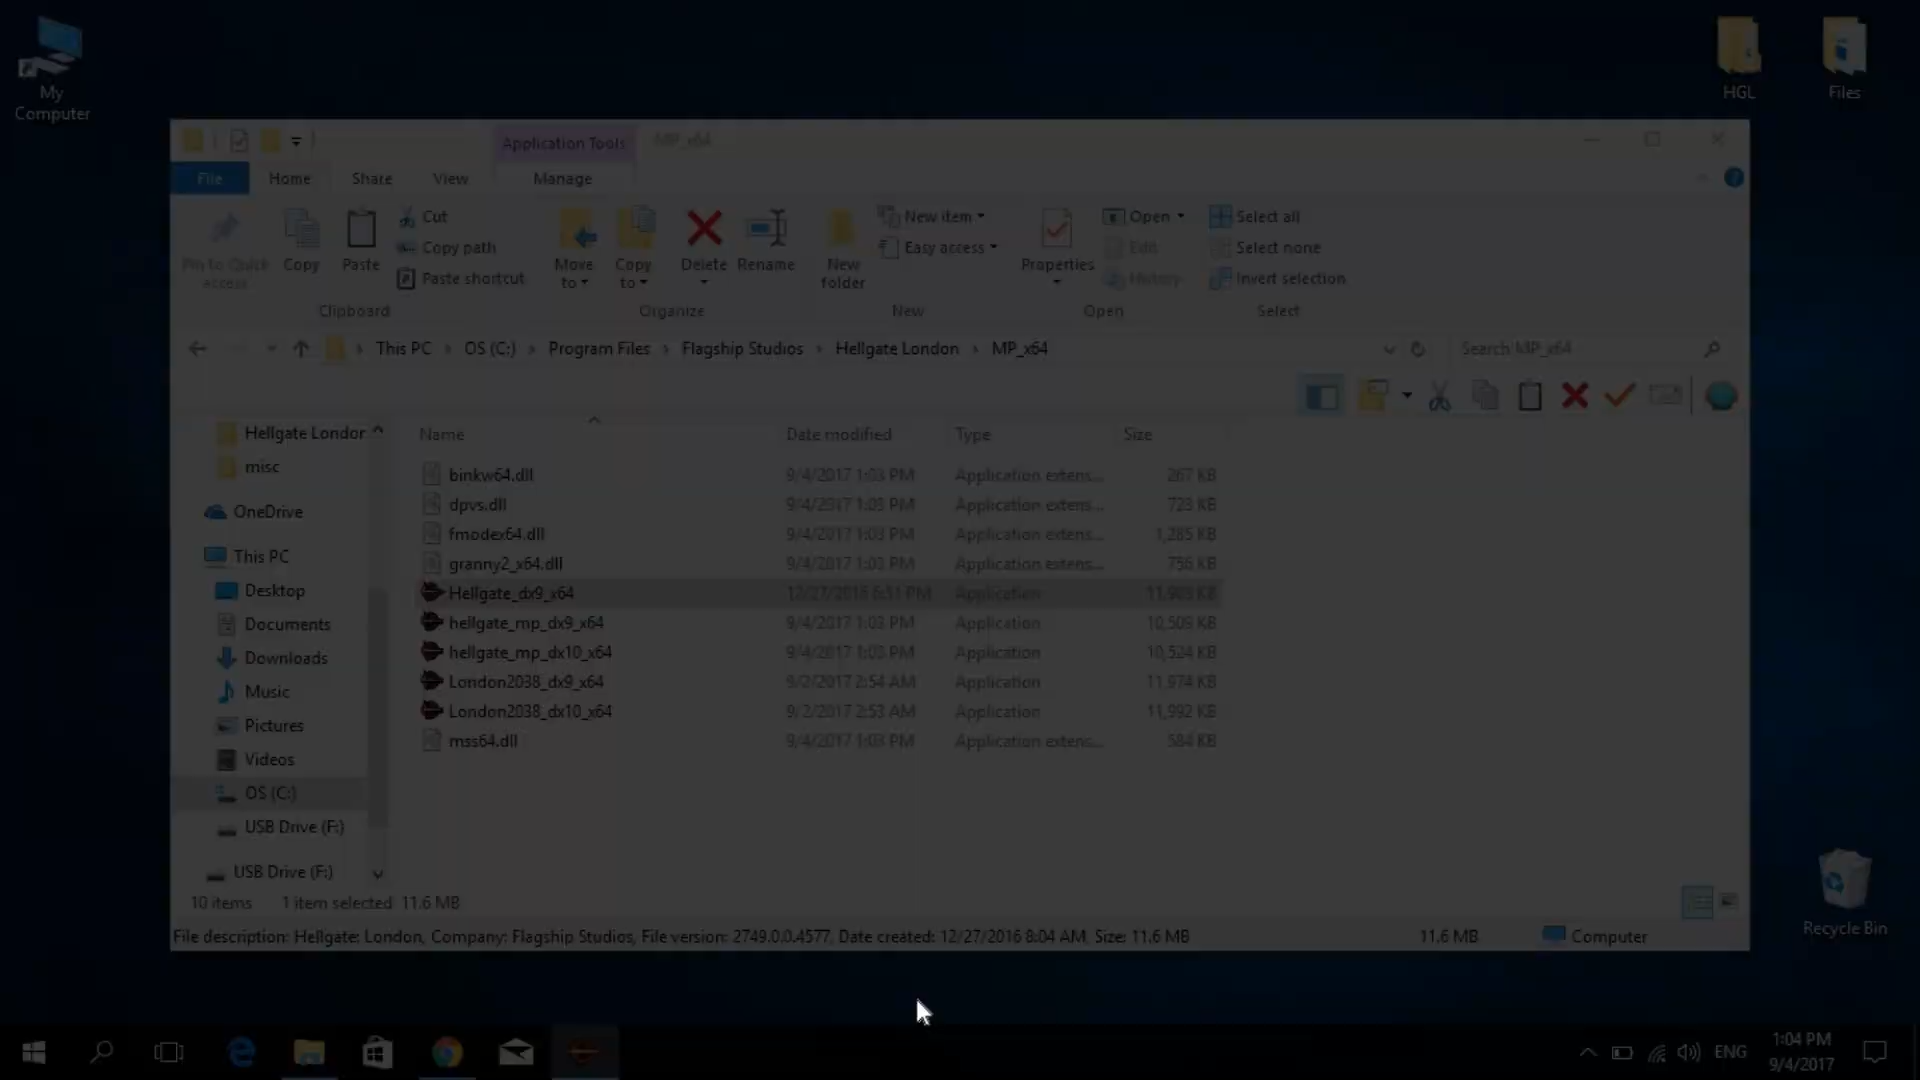 My
Computer
HGL
Files
Application Tools
MP_x64
File
Home
Share
View
Manage
Pin to Quick
access
Copy
Paste
Cut
Copy path
Paste shortcut
Move
to
Copy
to
Delete
Rename
New
folder
New item
Easy access
Properties
Open
Edit
History
Select all
Select none
Invert selection
Clipboard
Organize
New
Open
Select
This PC > OS (C:) > Program Files > Flagship Studios > Hellgate London > MP_x64
Search MP_x64
Name Date modified Type Size
Hellgate Londor
misc
OneDrive
This PC
Desktop
Documents
Downloads
Music
Pictures
Videos
OS (C:)
USB Drive (F:)
USB Drive (F:)
binkw64.dll 9/4/2017 1:03 PM Application extens... 267 KB
dpvs.dll 9/4/2017 1:03 PM Application extens... 723 KB
fmodex64.dll 9/4/2017 1:03 PM Application extens... 1,285 KB
granny2_x64.dll 9/4/2017 1:03 PM Application extens... 756 KB
Hellgate_dx9_x64 12/27/2016 PM Application
hellgate_mp_dx9_x64 9/4/2017 1:03 PM Application 10,509 KB
hellgate_mp_dx10_x64 9/4/2017 1:03 PM Application 10,524 KB
London2038_dx9_x64 9/2/2017 2:54 AM Application 11,974 KB
London2038_dx10_x64 9/2/2017 2:53 AM Application 11,992 KB
mss64.dll 9/4/2017 1:03 PM Application extens... 584 KB
10 items 1 item selected 11.6 MB
File description: Hellgate: London, Company: Flagship Studios, File version: 2749.0.0.4577, Date created: 12/27/2016 8:04 AM, Size: 11.6 MB
11.6 MB
Computer
Recycle Bin
ENG
1:04 PM
9/4/2017